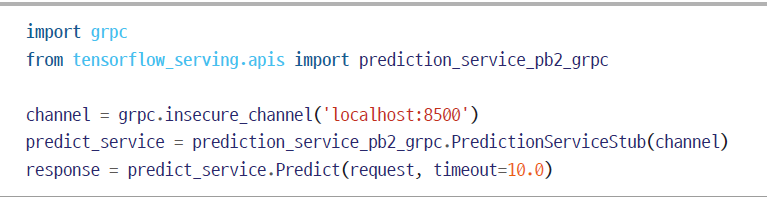 import grpc
from tensorflow_serving.apis import prediction_service_pb2_grpc
channel = grpc.insecure_channel('localhost:8500')
predict_service = prediction_service_pb2_grpc.PredictionServiceStub(channel)
response = predict_service.Predict(request, timeout=10.0)